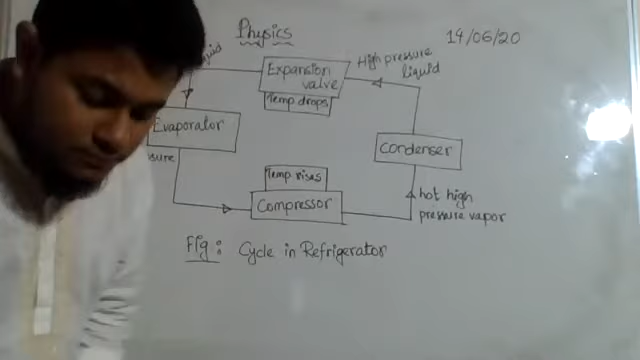 Physics
19/06/20
Expansion
valve
Temp drops
High pressure
liquid
Evaporator
Condenser
Temp rises
Compressor
hot high
pressure vapor
Fig: Cycle in Refrigerator